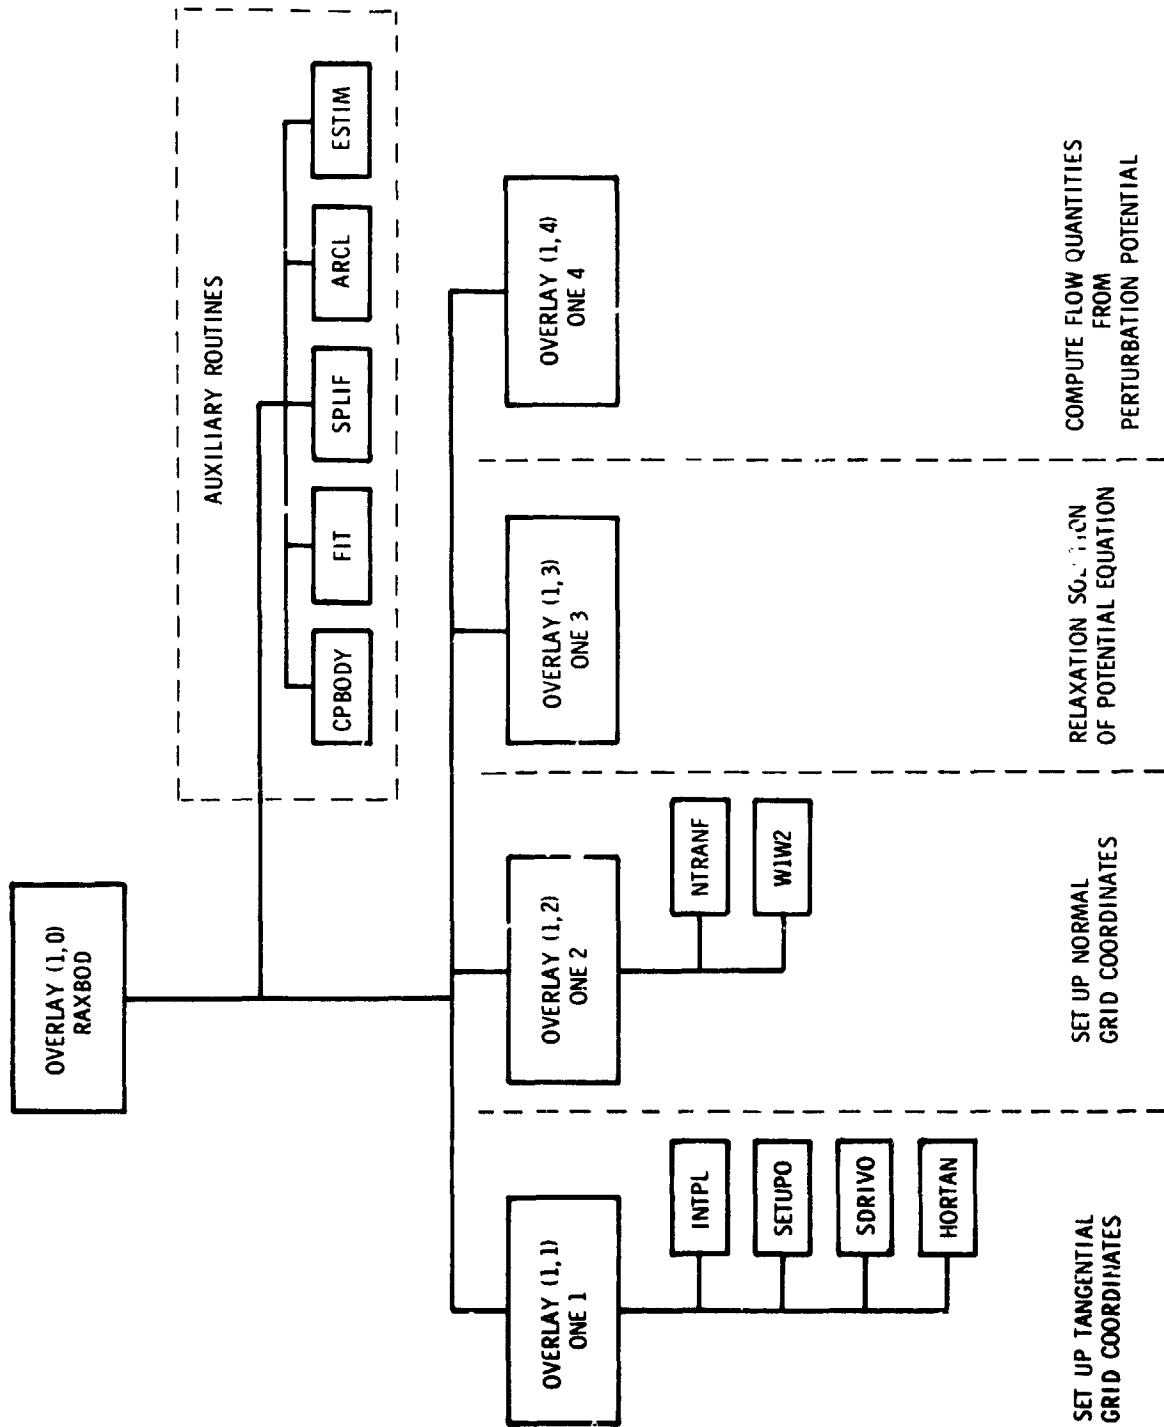 OVERLAY (1,0)
RAXBOD
AUXILIARY ROUTINES
CPBODY
FIT
SPLIF
ARCL
ESTIM
OVERLAY (1,1)
ONE 1
OVERLAY (1,2)
ONE 2
OVERLAY (1,3)
ONE 3
OVERLAY (1,4)
ONE 4
INTPL
SETUPO
SDRIVO
HORTAN
NTRANF
W1W2
SET UP TANGENTIAL
GRID COORDINATES
SET UP NORMAL
GRID COORDINATES
RELAXATION
OF POTENTIAL EQUATION
COMPUTE FLOW QUANTITIES
FROM
PERTURBATION POTENTIAL